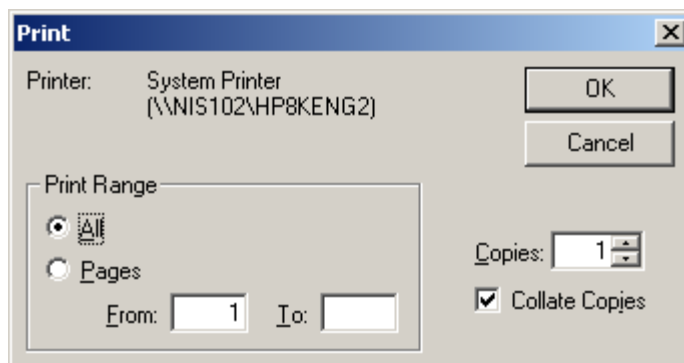 Print
Printer: System Printer
(\\NIS102\HP8KENG2)
OK
Cancel
Print Range
All
Pages
From: 1 To:
Copies: 1
Collate Copies